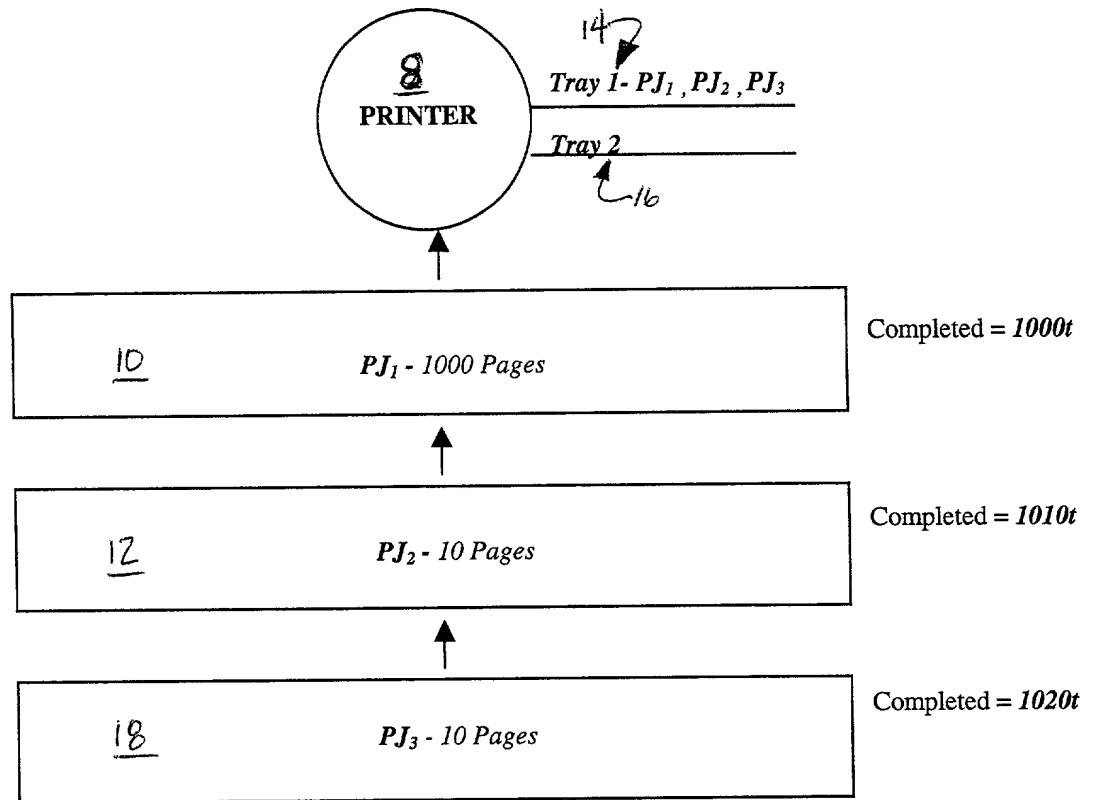 14
8
Tray 1- PJ₁ , PJ₂ , PJ₃
PRINTER
Tray 2
16
Completed = 1000t
10
PJ₁ - 1000 Pages
Completed = 1010t
12
PJ₂ - 10 Pages
Completed = 1020t
18
PJ₃ - 10 Pages